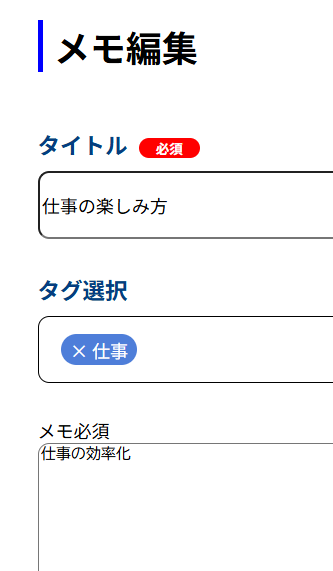 メモ編集
タイトル 必須
仕事の楽しみ方
タグ選択
× 仕事
メモ必須
仕事の効率化